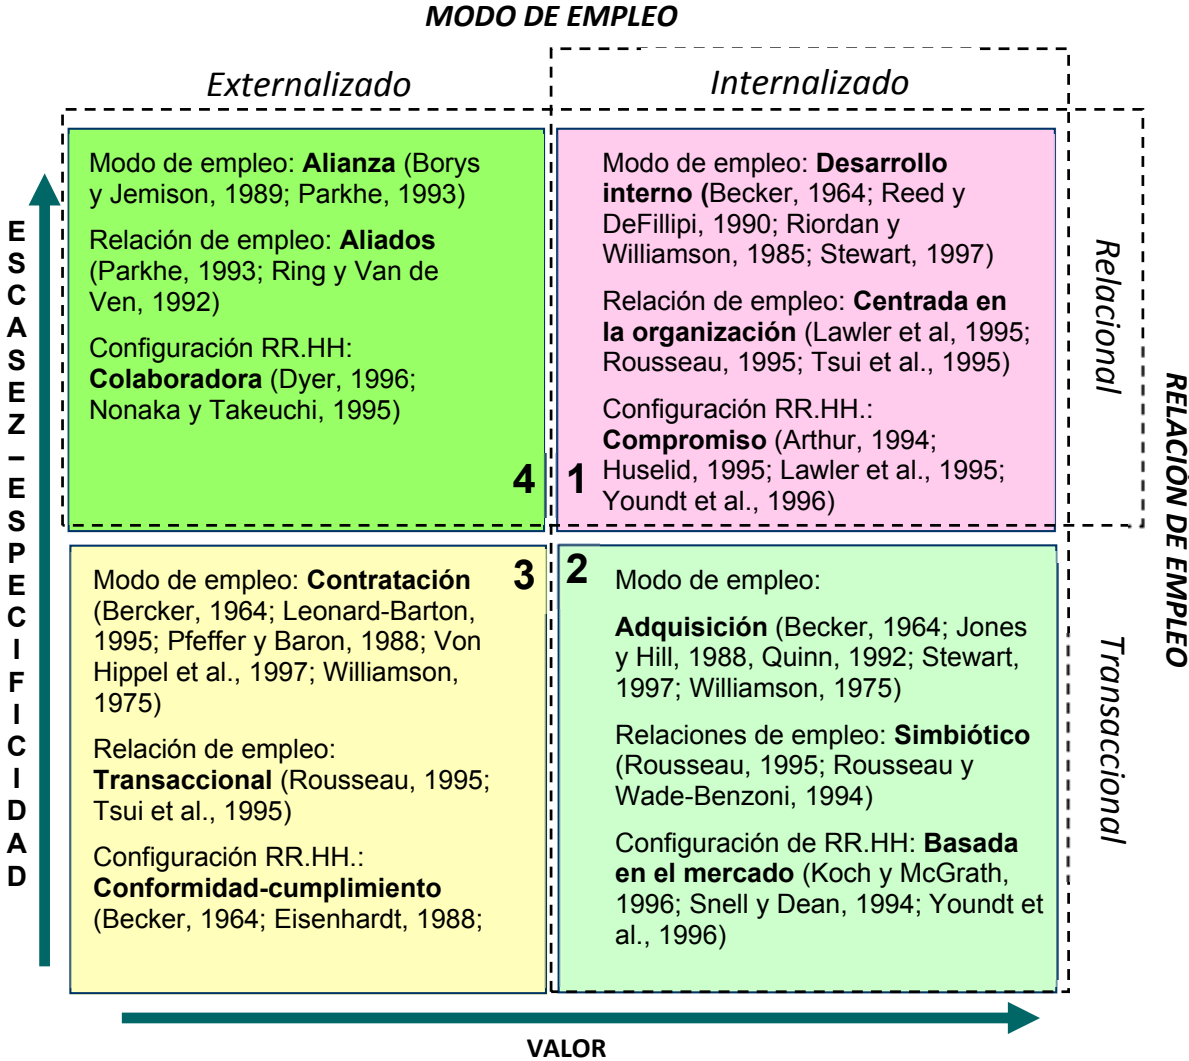 MODO DE EMPLEO
Externalizado
Internalizado
ESCASEZ – ESPECIFICIDAD
Modo de empleo: Alianza (Borys
y Jemison, 1989; Parkhe, 1993)
Relación de empleo: Aliados
(Parkhe, 1993; Ring y Van de
Ven, 1992)
Configuración RR.HH:
Colaboradora (Dyer, 1996;
Nonaka y Takeuchi, 1995)
4
Modo de empleo: Desarrollo
interno (Becker, 1964; Reed y
DeFillipi, 1990; Riordan y
Williamson, 1985; Stewart, 1997)
Relación de empleo: Centrada en
la organización (Lawler et al, 1995;
Rousseau, 1995; Tsui et al., 1995)
Configuración RR.HH.:
Compromiso (Arthur, 1994;
Huselid, 1995; Lawler et al., 1995;
Youndt et al., 1996)
1
Relacional
RELACIÓN DE EMPLEO
Modo de empleo: Contratación
(Bercker, 1964; Leonard-Barton,
1995; Pfeffer y Baron, 1988; Von
Hippel et al., 1997; Williamson,
1975)
Relación de empleo:
Transaccional (Rousseau, 1995;
Tsui et al., 1995)
Configuración RR.HH.:
Conformidad-cumplimiento
(Becker, 1964; Eisenhardt, 1988;
3
2
Modo de empleo:
Adquisición (Becker, 1964; Jones
y Hill, 1988, Quinn, 1992; Stewart,
1997; Williamson, 1975)
Relaciones de empleo: Simbiótico
(Rousseau, 1995; Rousseau y
Wade-Benzoni, 1994)
Configuración de RR.HH: Basada
en el mercado (Koch y McGrath,
1996; Snell y Dean, 1994; Youndt et
al., 1996)
Transaccional
VALOR